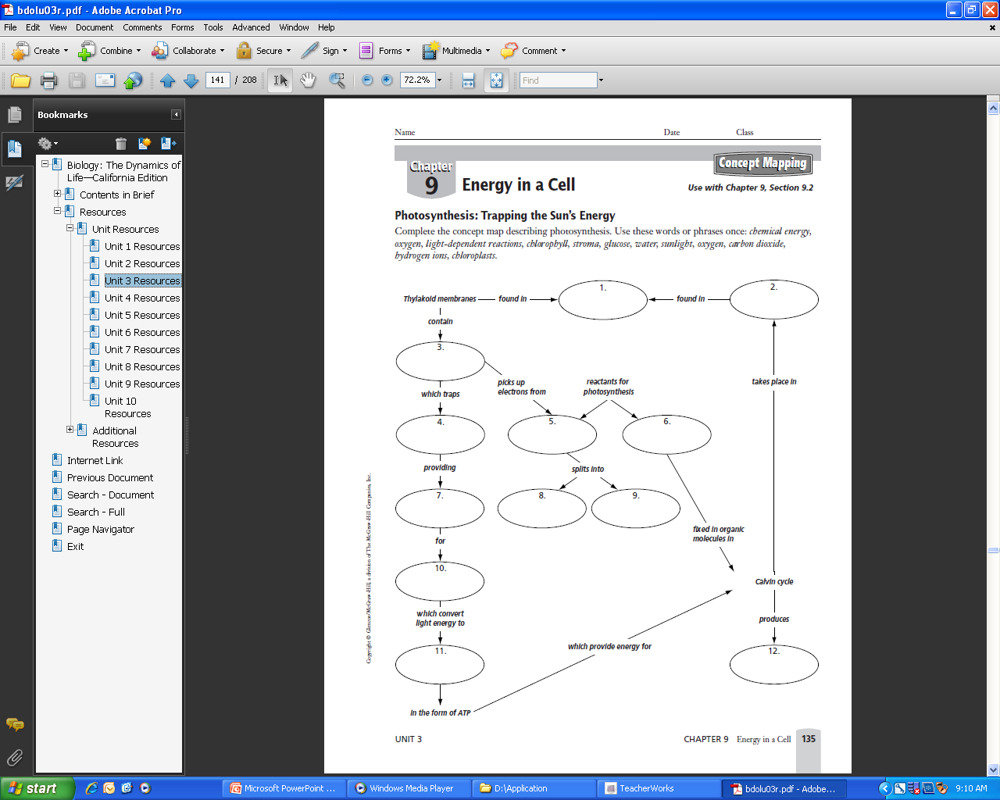 bdolu03r.pdf - Adobe Acrobat Pro
File Edit View Document Comments Forms Tools Advanced Window Help
Create Combine Collaborate Secure Sign Forms Multimedia Comment
141 / 208 72.2% Find
Bookmarks
Biology: The Dynamics of
Life—California Edition
Contents in Brief
Resources
Unit Resources
Unit 1 Resources
Unit 2 Resources
Unit 3 Resources
Unit 4 Resources
Unit 5 Resources
Unit 6 Resources
Unit 7 Resources
Unit 8 Resources
Unit 9 Resources
Unit 10
Resources
Additional
Resources
Internet Link
Previous Document
Search - Document
Search - Full
Page Navigator
Exit
Name Date Class
Chapter
9
Energy in a Cell
Concept Mapping
Use with Chapter 9, Section 9.2
Photosynthesis: Trapping the Sun's Energy
Complete the concept map describing photosynthesis. Use these words or phrases once: chemical energy,
oxygen, light-dependent reactions, chlorophyll, stroma, glucose, water, sunlight, oxygen, carbon dioxide,
hydrogen ions, chloroplasts.
Thylakoid membranes found in 1. found in 2.
contain
3.
which traps
picks up
electrons from
reactants for
photosynthesis
takes place in
4. 5. 6.
providing
splits into
7. 8. 9.
for
fixed in organic
molecules in
10.
Calvin cycle
which convert
light energy to
produces
which provide energy for
11. 12.
in the form of ATP
Copyright © Glencoe/McGraw-Hill, a division of The McGraw-Hill Companies, Inc.
UNIT 3 CHAPTER 9 Energy in a Cell 135
start Microsoft PowerPoint ... Windows Media Player D:\Application TeacherWorks bdolu03r.pdf - Adobe... 9:10 AM